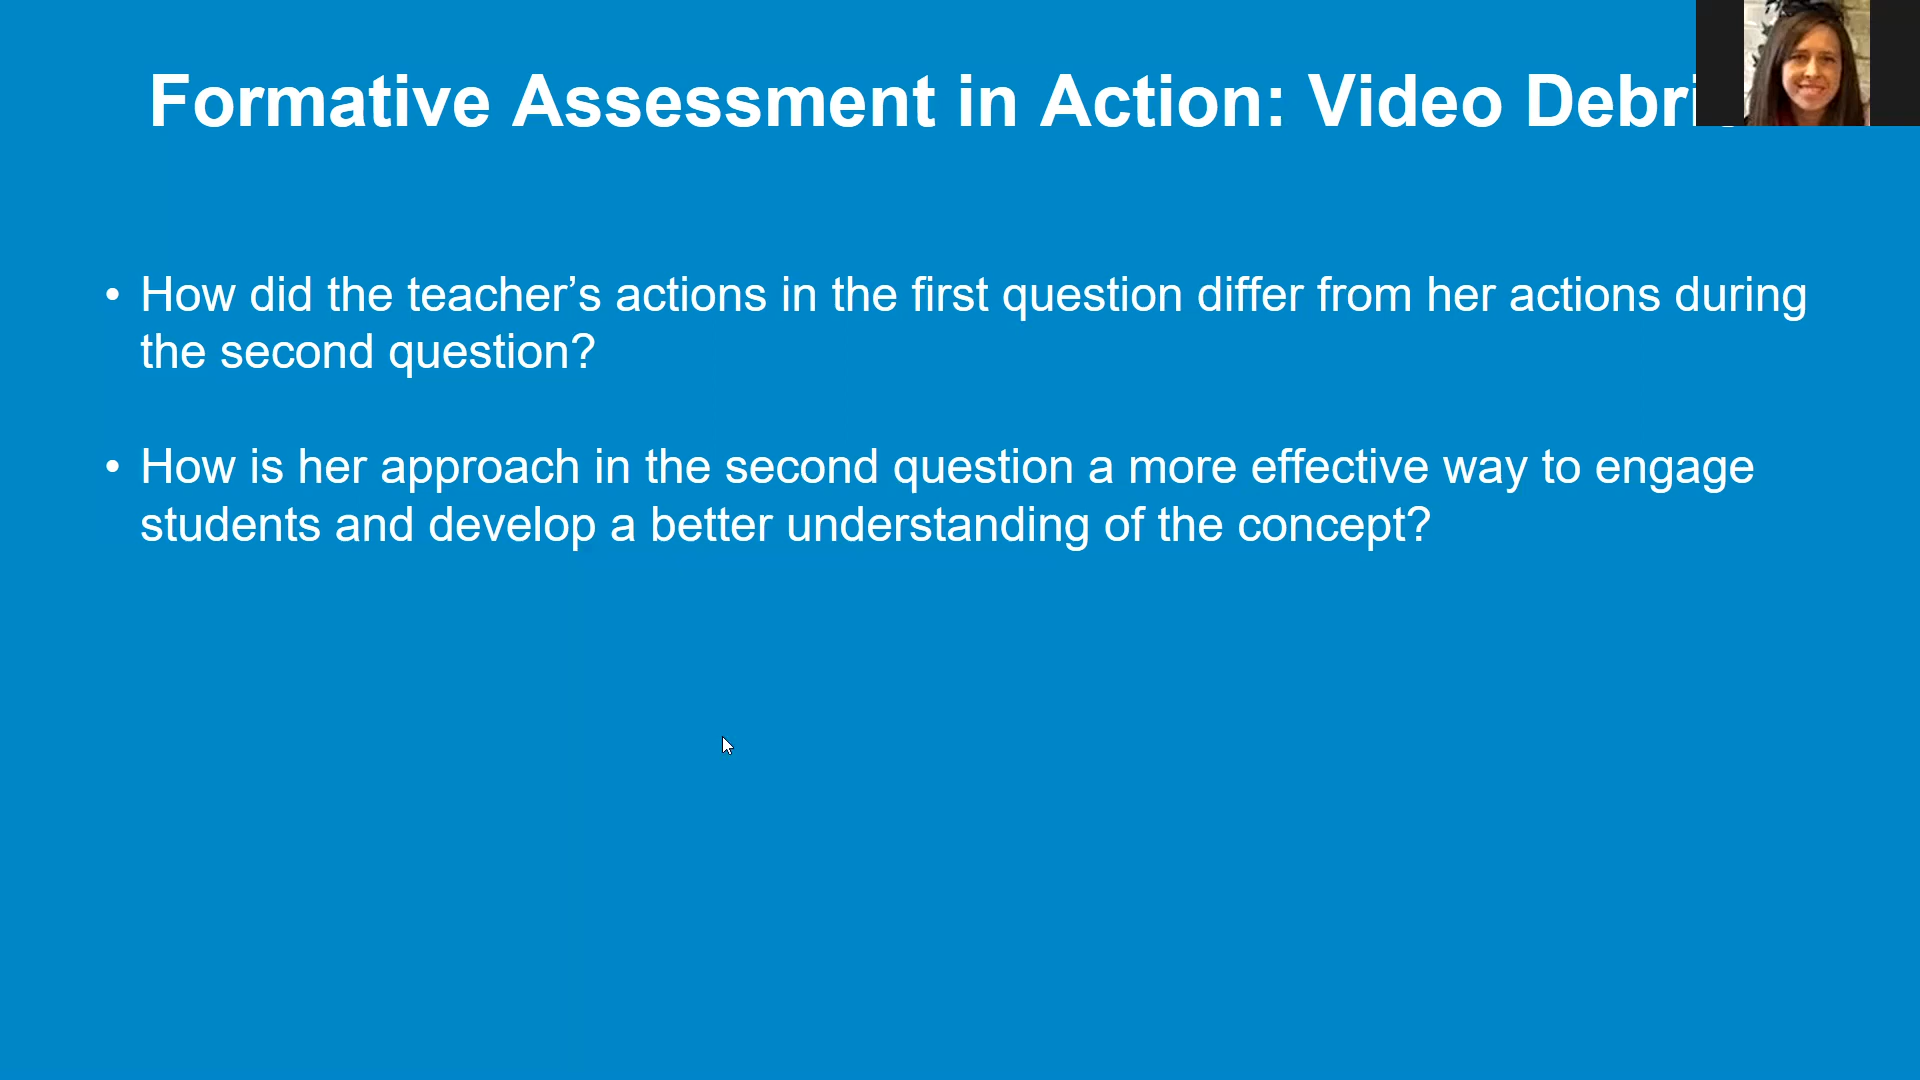 Formative Assessment in Action: Video
• How did the teacher’s actions in the first question differ from her actions during
the second question?
• How is her approach in the second question a more effective way to engage
students and develop a better understanding of the concept?